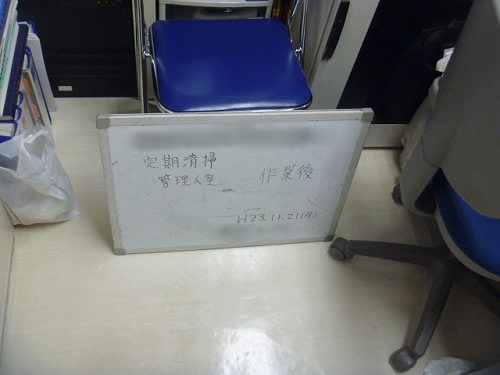 定期清掃
管理人室 作業後
H23.11.21(月)